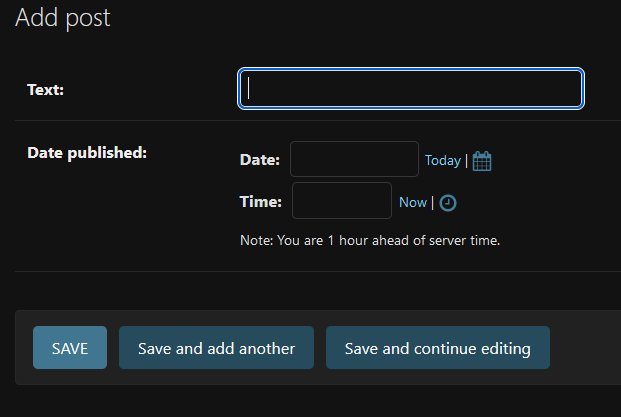 Add post
Text:
Date published:
Date: Today |
Time: Now |
Note: You are 1 hour ahead of server time.
SAVE Save and add another Save and continue editing